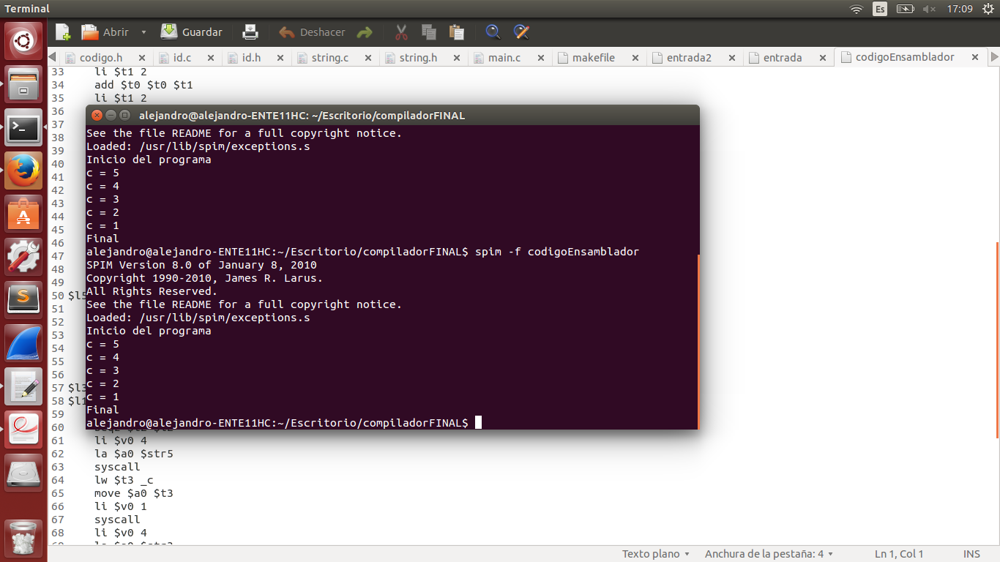 Terminal
Es
17:09
Abrir
Guardar
Deshacer
codigo.h
id.c
id.h
string.c
string.h
main.c
makefile
entrada2
entrada
codigoEnsamblador
33 li $t1 2
34 add $t0 $t0 $t1
35 li $t1 2
36
alejandro@alejandro-ENTE11HC: ~/Escritorio/compiladorFINAL
37
See the file README for a full copyright notice.
38
Loaded: /usr/lib/spim/exceptions.s
39
Inicio del programa
40
c = 5
41
c = 4
42
c = 3
43
c = 2
44
c = 1
45
Final
46
alejandro@alejandro-ENTE11HC:~/Escritorio/compiladorFINAL$ spim -f codigoEnsamblador
47
SPIM Version 8.0 of January 8, 2010
48
Copyright 1990-2010, James R. Larus.
49
All Rights Reserved.
50 $l5
See the file README for a full copyright notice.
51
Loaded: /usr/lib/spim/exceptions.s
52
Inicio del programa
53
c = 5
54
c = 4
55
c = 3
56
c = 2
57 $l3
c = 1
58 $l1
Final
59
alejandro@alejandro-ENTE11HC:~/Escritorio/compiladorFINAL$
60
61 li $v0 4
62 la $a0 $str5
63 syscall
64 lw $t3 _c
65 move $a0 $t3
66 li $v0 1
67 syscall
68 li $v0 4
Texto plano
Anchura de la pestaña: 4
Ln 1, Col 1
INS